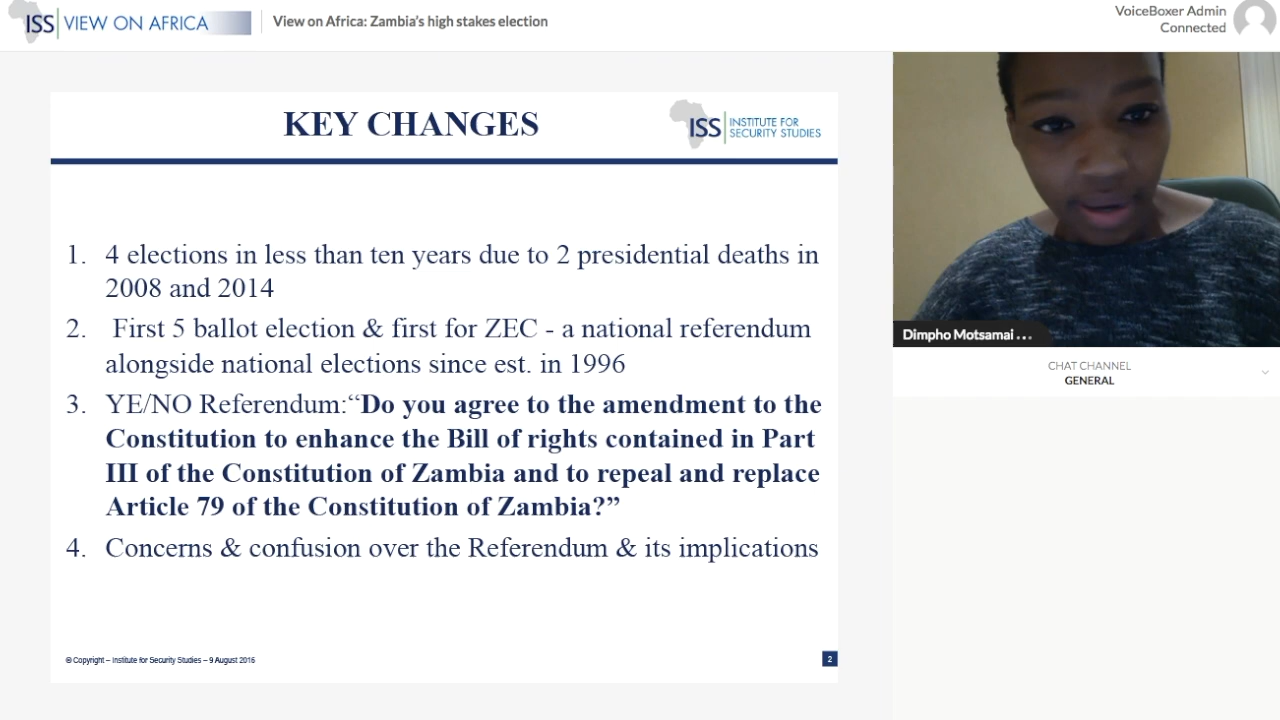 ISS VIEW ON AFRICA
View on Africa: Zambia's high stakes election
VoiceBoxer Admin
Connected
KEY CHANGES
ISS INSTITUTE FOR
SECURITY STUDIES
1. 4 elections in less than ten years due to 2 presidential deaths in
2008 and 2014
2. First 5 ballot election & first for ZEC - a national referendum
alongside national elections since est. in 1996
3. YE/NO Referendum:“Do you agree to the amendment to the
Constitution to enhance the Bill of rights contained in Part
III of the Constitution of Zambia and to repeal and replace
Article 79 of the Constitution of Zambia?”
4. Concerns & confusion over the Referendum & its implications
© Copyright – Institute for Security Studies – 9 August 2016
2
Dimpho Motsamai ...
CHAT CHANNEL
GENERAL